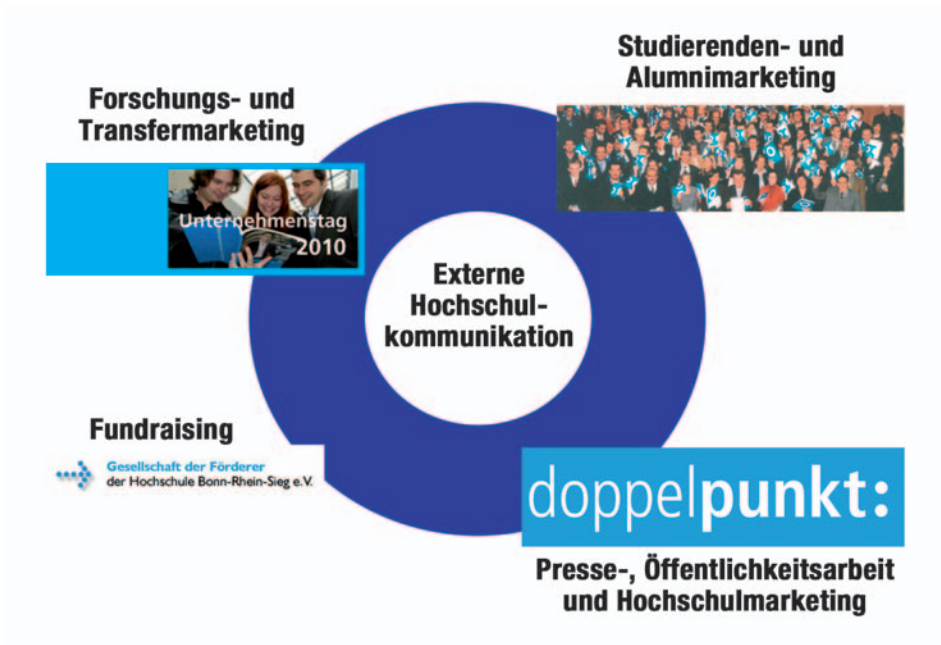 Studierenden- und
Alumnimarketing
Forschungs- und
Transfermarketing
Unternehmenstag
2010
Externe
Hochschul-
kommunikation
Fundraising
Gesellschaft der Förderer
der Hochschule Bonn-Rhein-Sieg e.V.
doppelpunkt:
Presse-, Öffentlichkeitsarbeit
und Hochschulmarketing